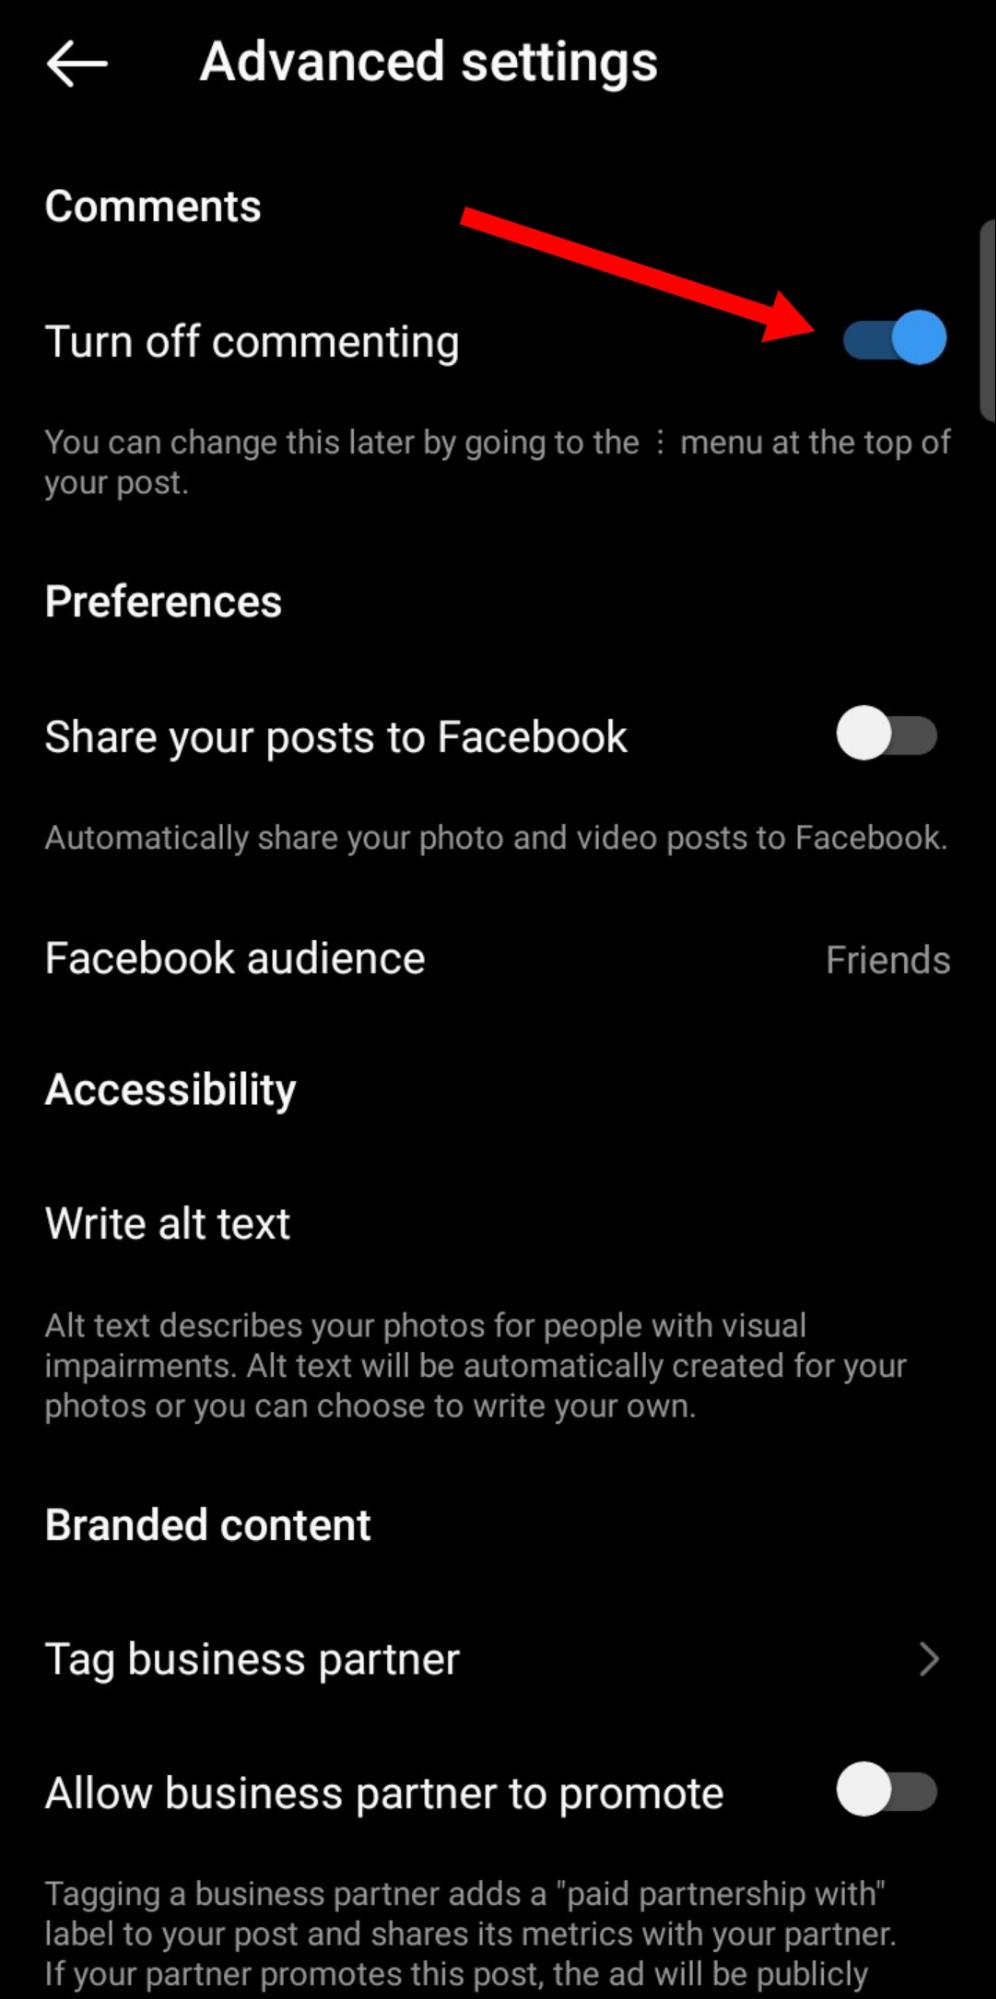 Advanced settings
Comments
Turn off commenting
You can change this later by going to the ⋮ menu at the top of
your post.
Preferences
Share your posts to Facebook
Automatically share your photo and video posts to Facebook.
Facebook audience Friends
Accessibility
Write alt text
Alt text describes your photos for people with visual
impairments. Alt text will be automatically created for your
photos or you can choose to write your own.
Branded content
Tag business partner
Allow business partner to promote
Tagging a business partner adds a "paid partnership with"
label to your post and shares its metrics with your partner.
If your partner promotes this post, the ad will be publicly